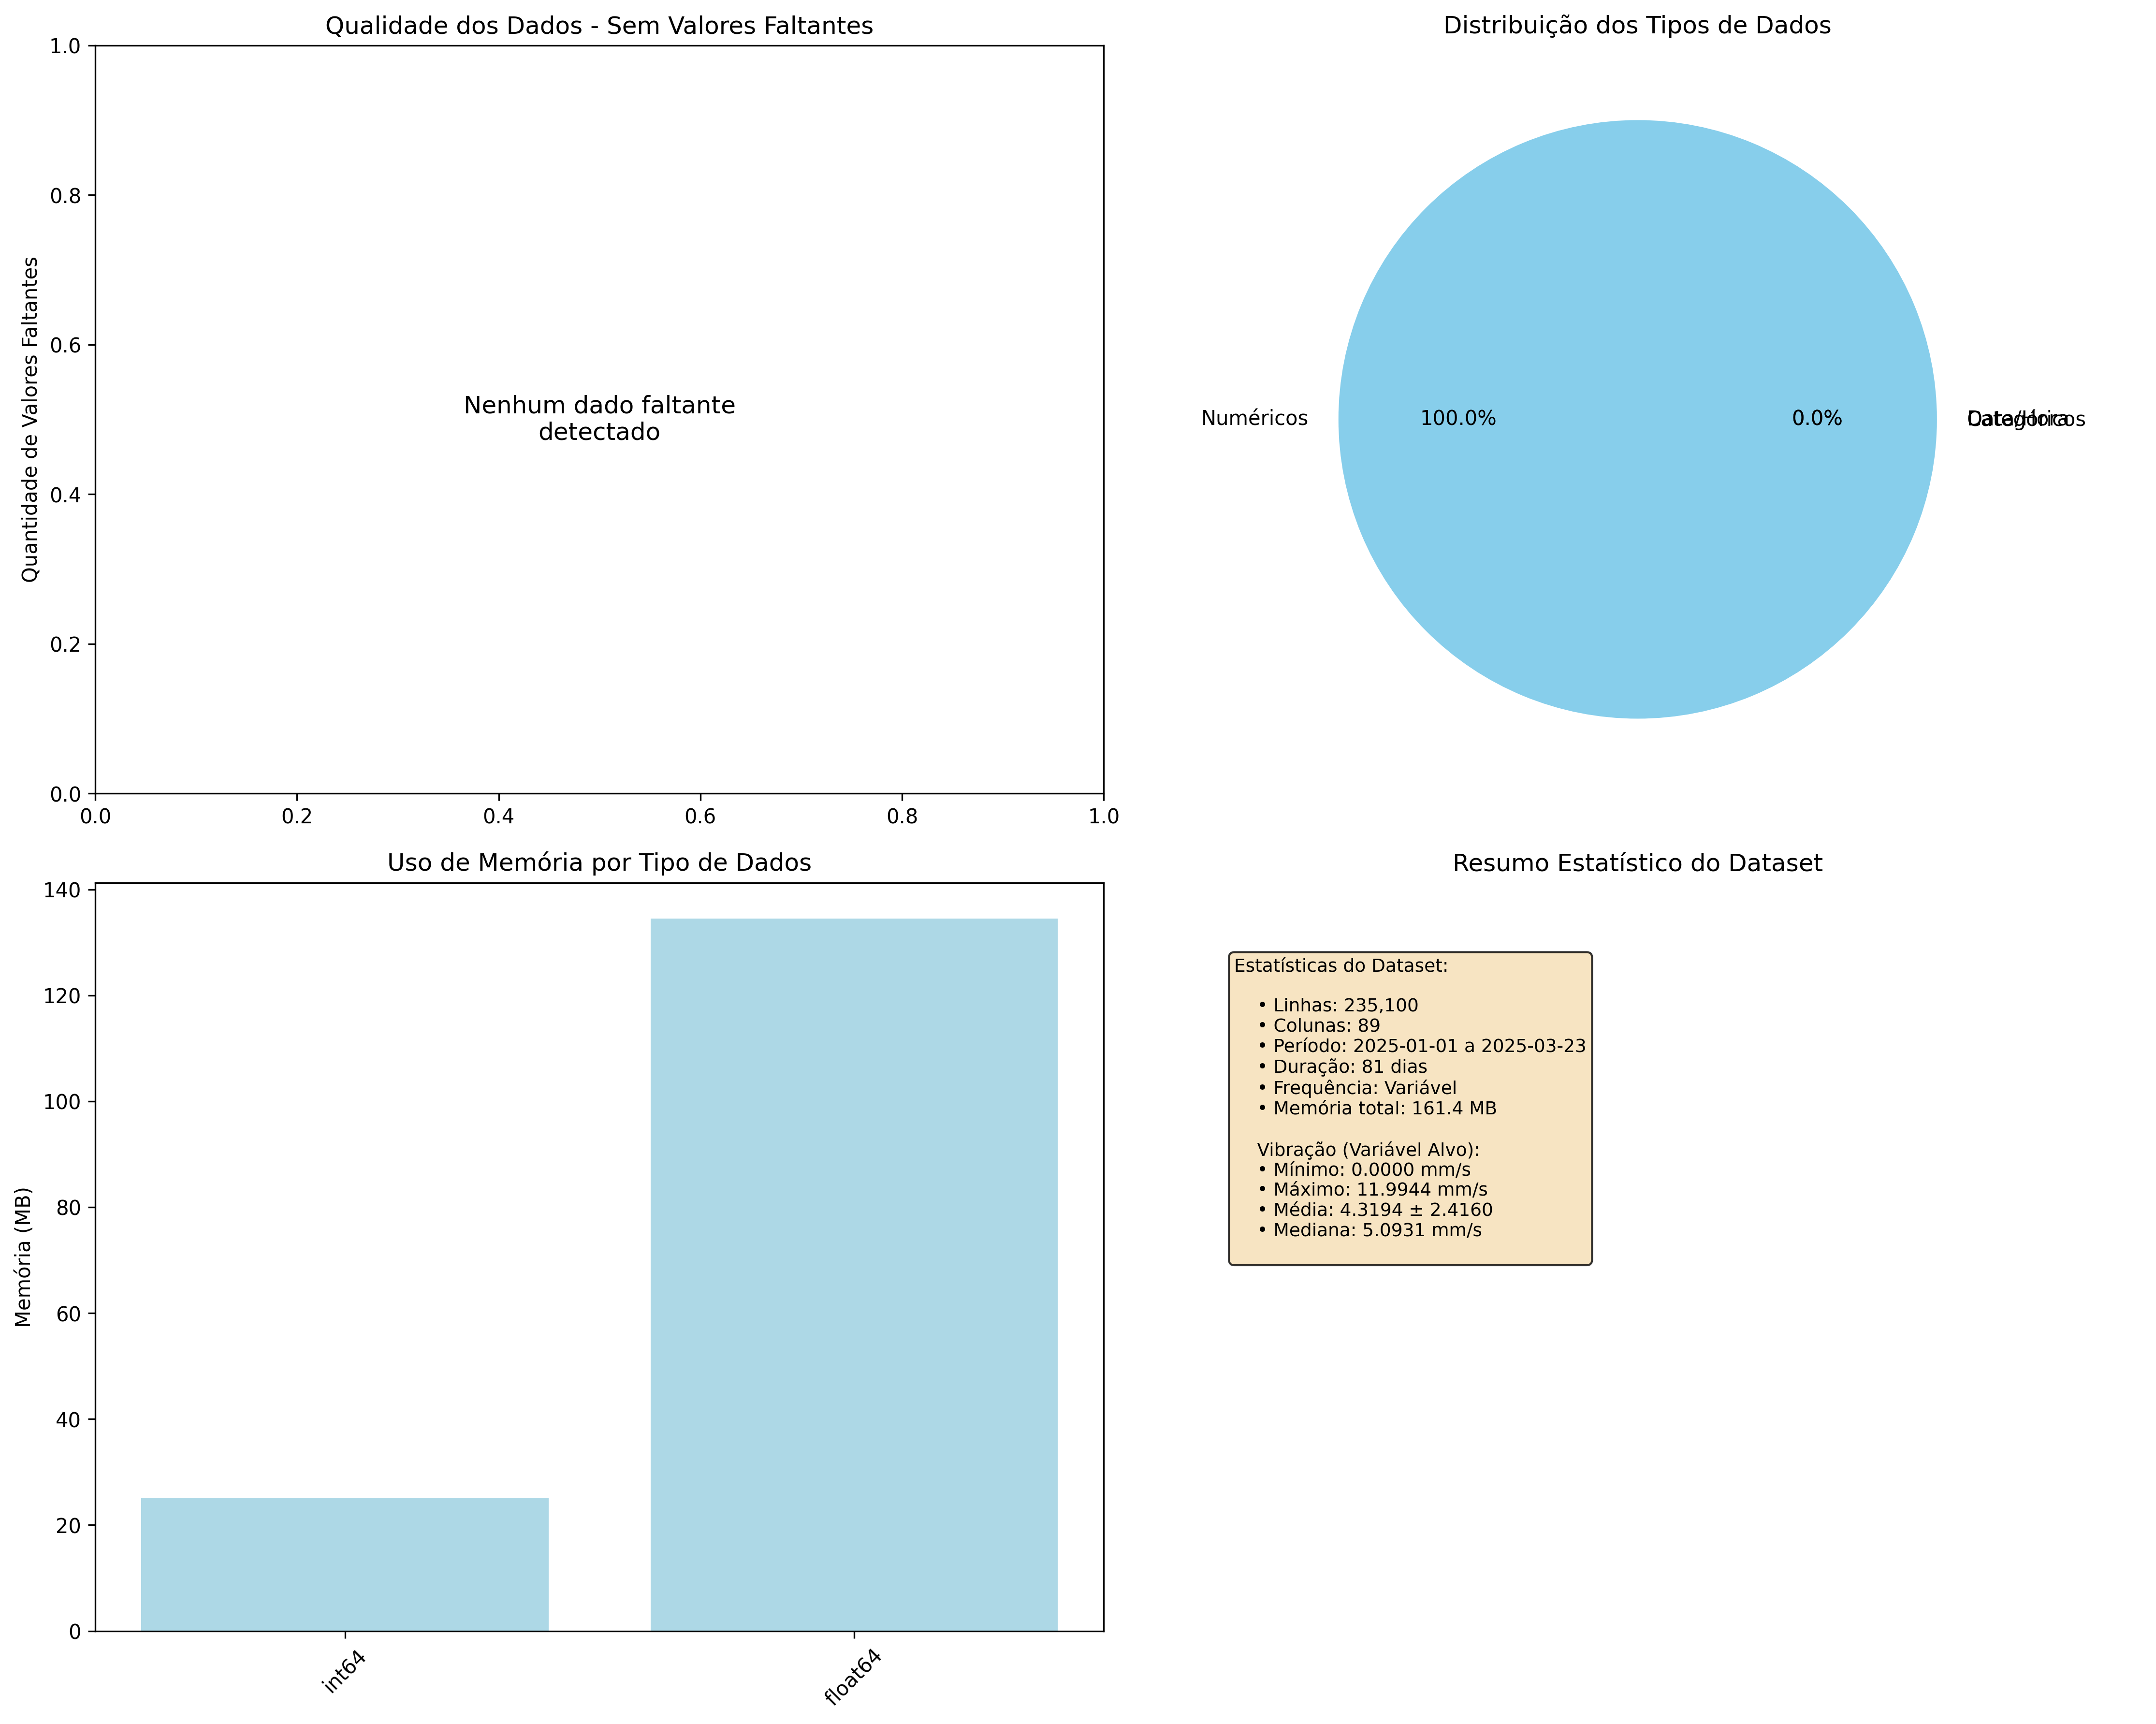 Qualidade dos Dados - Sem Valores Faltantes
Quantidade de Valores Faltantes
1.0
0.8
0.6
0.4
0.2
0.0
Nenhum dado faltante
detectado
0.0 0.2 0.4 0.6 0.8 1.0
Distribuição dos Tipos de Dados
Numéricos 100.0% 0.0%
Uso de Memória por Tipo de Dados
Memória (MB)
140
120
100
80
60
40
20
0
int64 float64
Resumo Estatístico do Dataset
Estatísticas do Dataset:
• Linhas: 235,100
• Colunas: 89
• Período: 2025-01-01 a 2025-03-23
• Duração: 81 dias
• Frequência: Variável
• Memória total: 161.4 MB
Vibração (Variável Alvo):
• Mínimo: 0.0000 mm/s
• Máximo: 11.9944 mm/s
• Média: 4.3194 ± 2.4160
• Mediana: 5.0931 mm/s